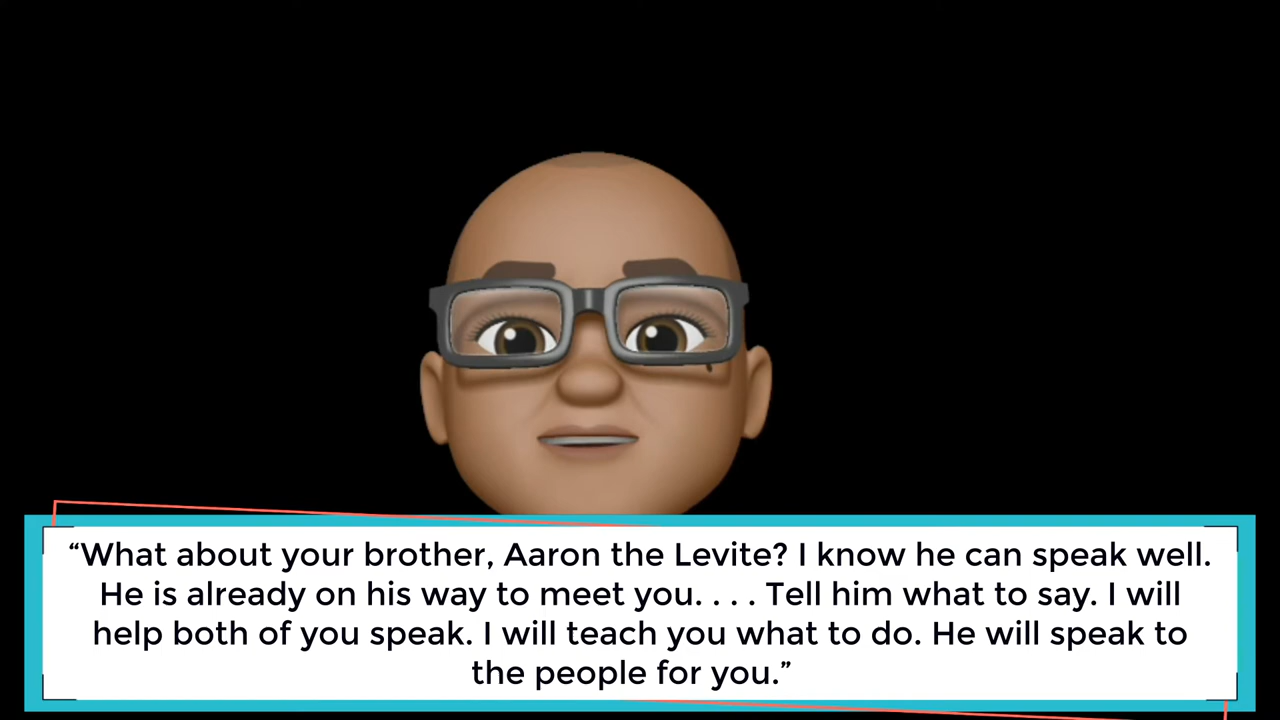 “What about your brother, Aaron the Levite? I know he can speak well.
He is already on his way to meet you. . . . Tell him what to say. I will
help both of you speak. I will teach you what to do. He will speak to
the people for you.”